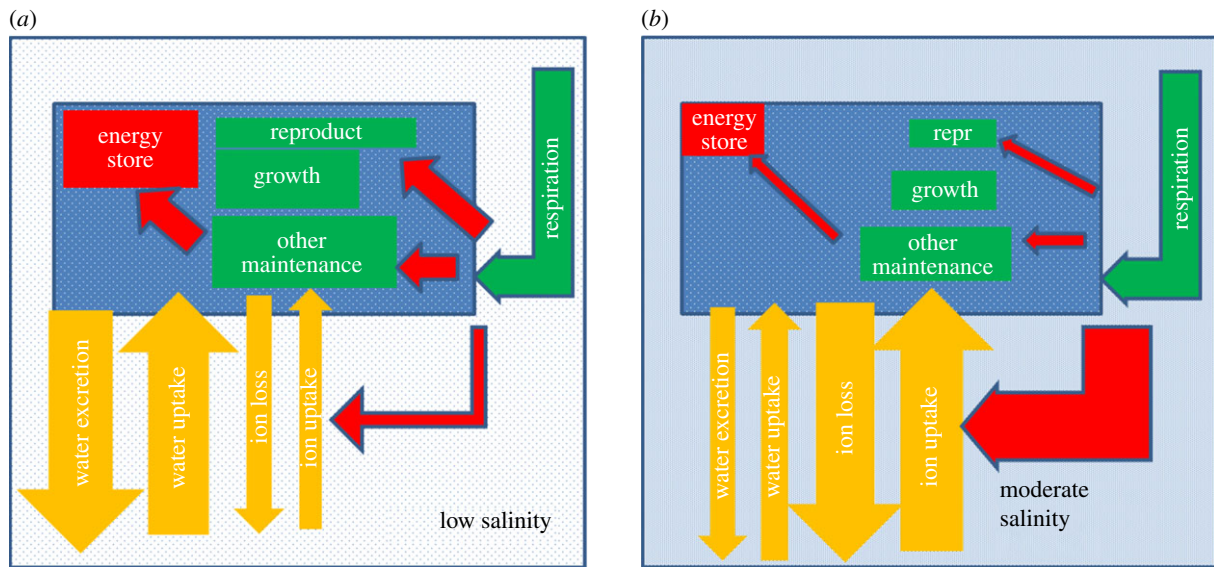 (a)
energy
store
reproduct
growth
other
maintenance
respiration
water excretion
water uptake
ion loss
ion uptake
low salinity
(b)
energy
store
repr
growth
other
maintenance
respiration
water excretion
water uptake
ion loss
ion uptake
moderate
salinity